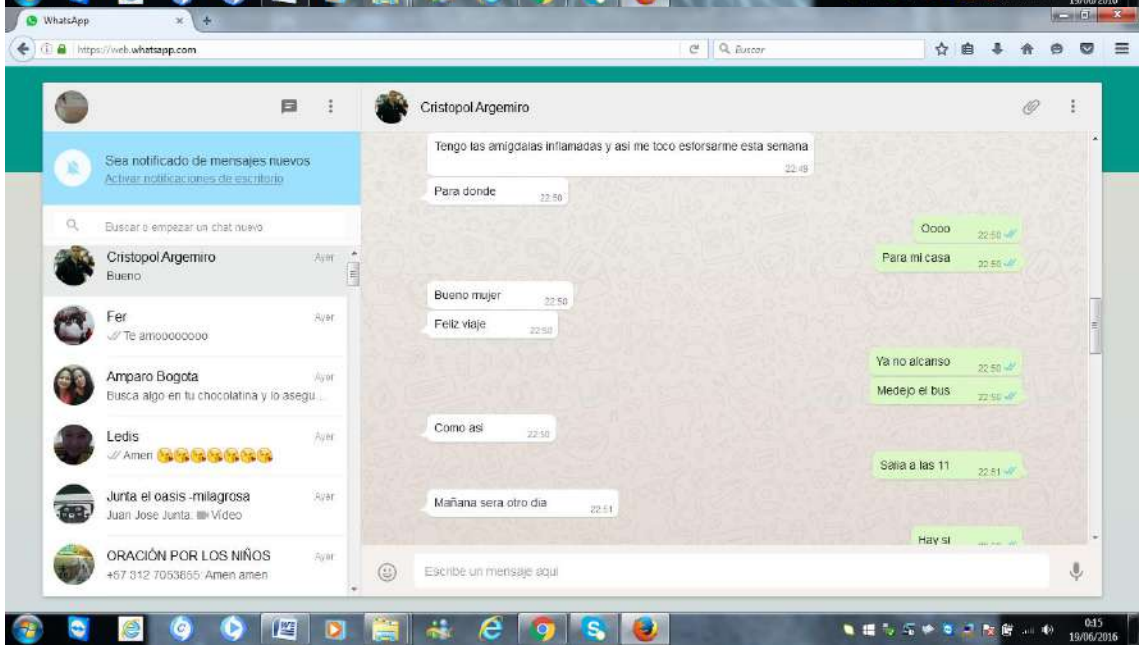 19/06/2016
WhatsApp
https://web.whatsapp.com
Buscar
Cristopol Argemiro
Sea notificado de mensajes nuevos
Activar notificaciones de escritorio
Buscar o empezar un chat nuevo
Cristopol Argemiro
Ayer
Bueno
Fer
Ayer
Te amooooooooo
Amparo Bogota
Ayer
Busca algo en tu chocolatina y lo asegu...
Ledis
Ayer
Amen 😘😘😘😘😘😘😘
Junta el oasis -milagrosa
Ayer
Juan Jose Junta: Vídeo
ORACIÓN POR LOS NIÑOS
Ayer
+57 312 7053865: Amen amen
Tengo las amigdalas inflamadas y asi me toco esforsarme esta semana
22:49
Para donde
22:50
Oooo
22:50
Para mi casa
22:50
Bueno mujer
22:50
Feliz viaje
22:50
Ya no alcanso
22:50
Medejo el bus
22:50
Como asi
22:50
Salia a las 11
22:51
Mañana sera otro dia
22:51
Hay si
Escribe un mensaje aquí
0:15
19/06/2016